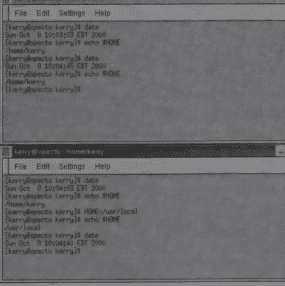 File Edit Settings Help
[kerry@specto kerry]$ date
Sun Oct 8 10:03:03 EST 2000
[kerry@specto kerry]$ echo $HOME
/home/kerry
[kerry@specto kerry]$ date
Sun Oct 8 10:04:45 EST 2000
[kerry@specto kerry]$ echo $HOME
/home/kerry
[kerry@specto kerry]$
kerry@specto: /home/kerry
File Edit Settings Help
[kerry@specto kerry]$ date
Sun Oct 8 10:04:03 EST 2000
[kerry@specto kerry]$ echo $HOME
/home/kerry
[kerry@specto kerry]$ HOME=/usr/local
[kerry@specto kerry]$ echo $HOME
/usr/local
[kerry@specto kerry]$ date
Sun Oct 8 10:04:40 EST 2000
[kerry@specto kerry]$